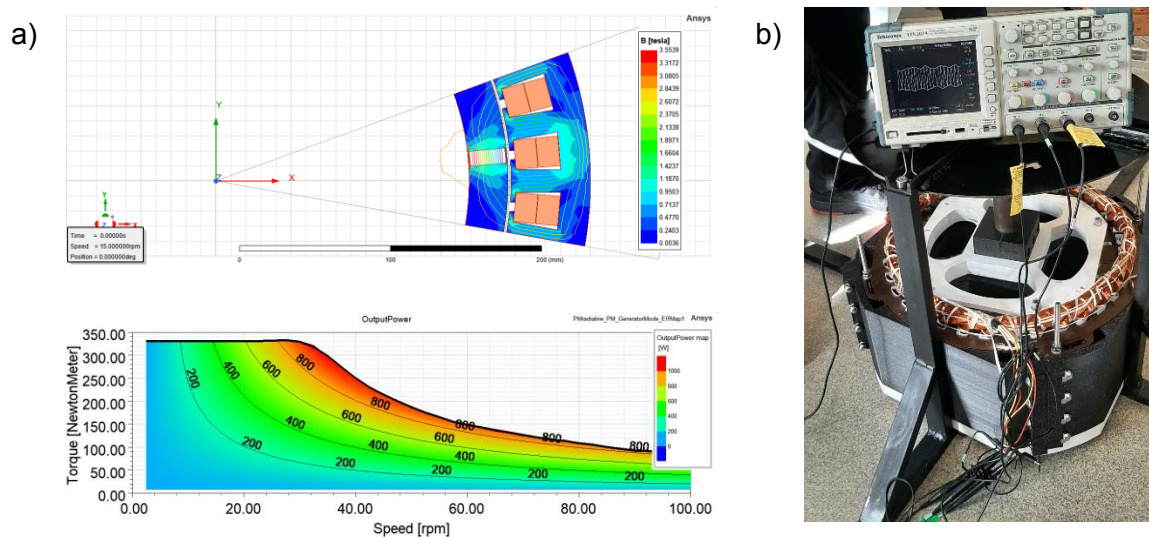 a)
Ansys
B [tesla]
3.5539
3.3172
3.0805
2.8439
2.6072
2.3705
2.1338
1.8971
1.6604
1.4237
1.1870
0.9503
0.7137
0.4770
0.2403
0.0036
Y
Z
X
Y
Z
X
Time = 0.00000s
Speed = 15.000000rpm
Position = 0.000000deg
0
100
200 (mm)
OutputPower
PMradialnie_PM_GeneratorMode_EffMap1
Ansys
OutputPower map
[W]
1000
800
600
400
200
0
Torque [NewtonMeter]
350.00
300.00
250.00
200.00
150.00
100.00
50.00
0.00
200
400
600
800
200
400
600
800
200
400
600
800
200
400
600
800
200
400
800
0.00
20.00
40.00
60.00
80.00
100.00
Speed [rpm]
b)
Tektronix